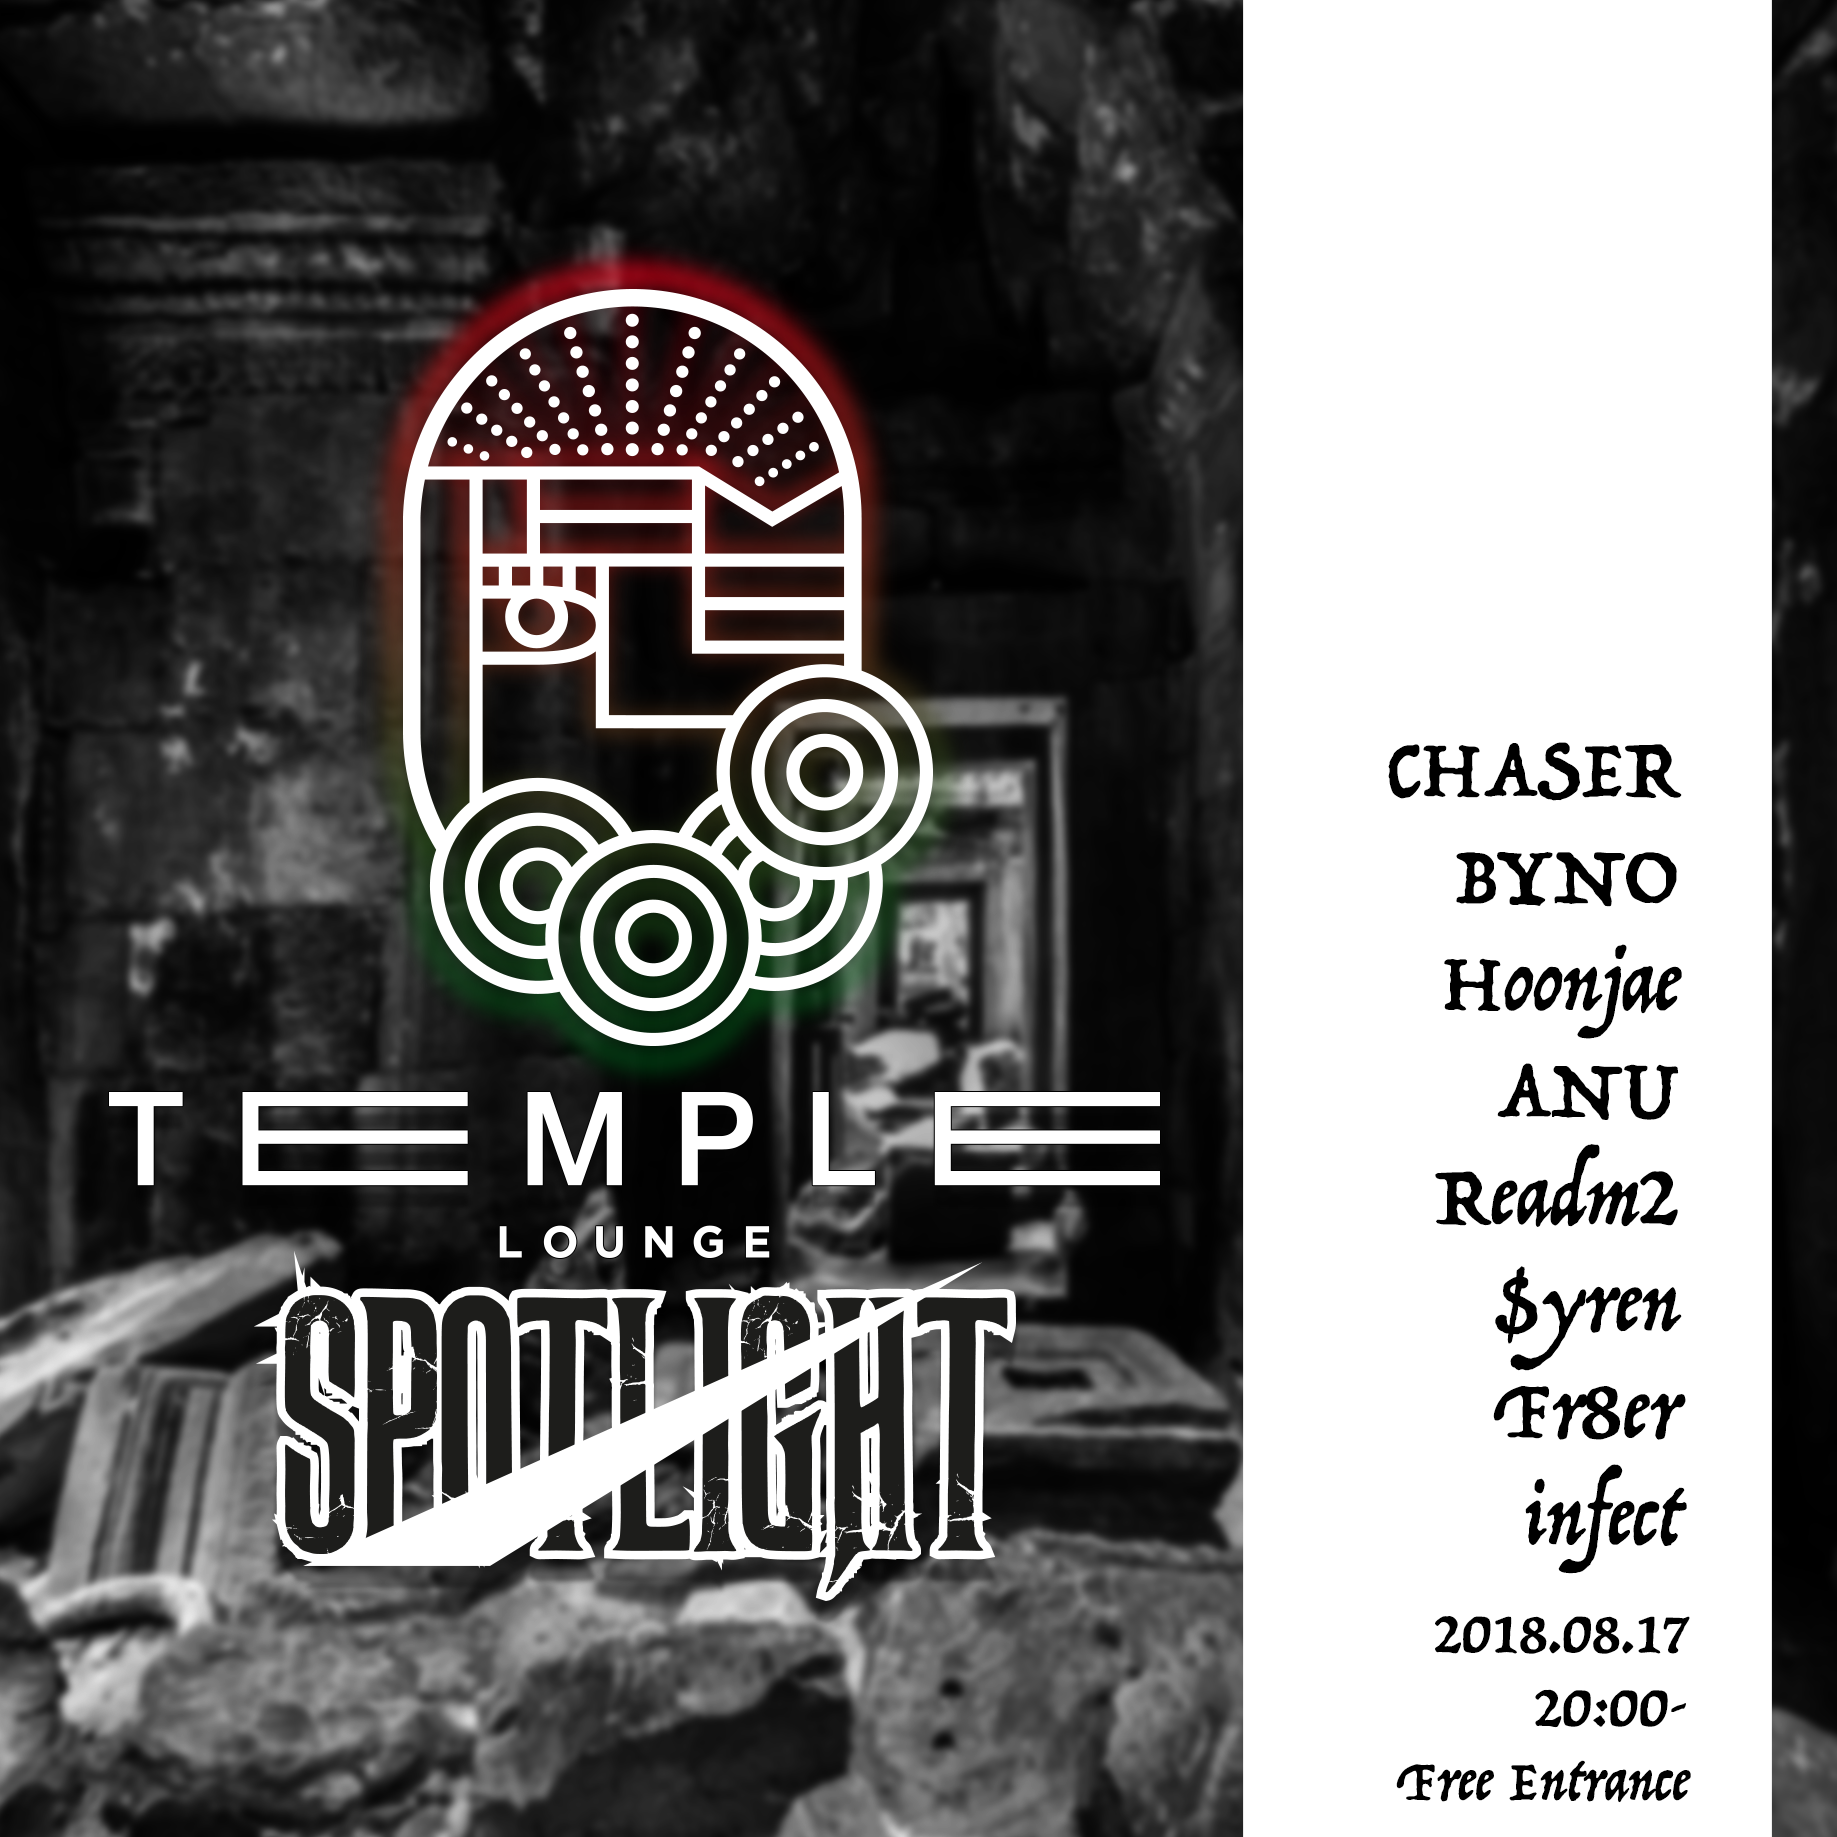 TEMPLE
LOUNGE
SPOTLIGHT
CHASER
BYNO
Hoonjae
ANU
Readm2
$yren
Fr8er
infect
2018.08.17
20:00-
Free Entrance